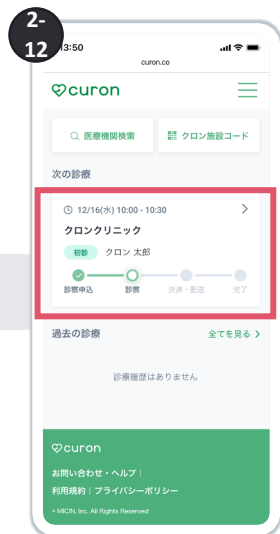 2-
12
13:50
curon.co
curon
医療機関検索
クロン施設コード
次の診療
12/16(水) 10:00 - 10:30
クロンクリニック
初診 クロン 太郎
診察申込 診察 決済・配送 完了
過去の診療 全てを見る
診療履歴はありません
curon
お問い合わせ・ヘルプ |
利用規約 | プライバシーポリシー
MICIN, Inc. All Rights Reserved